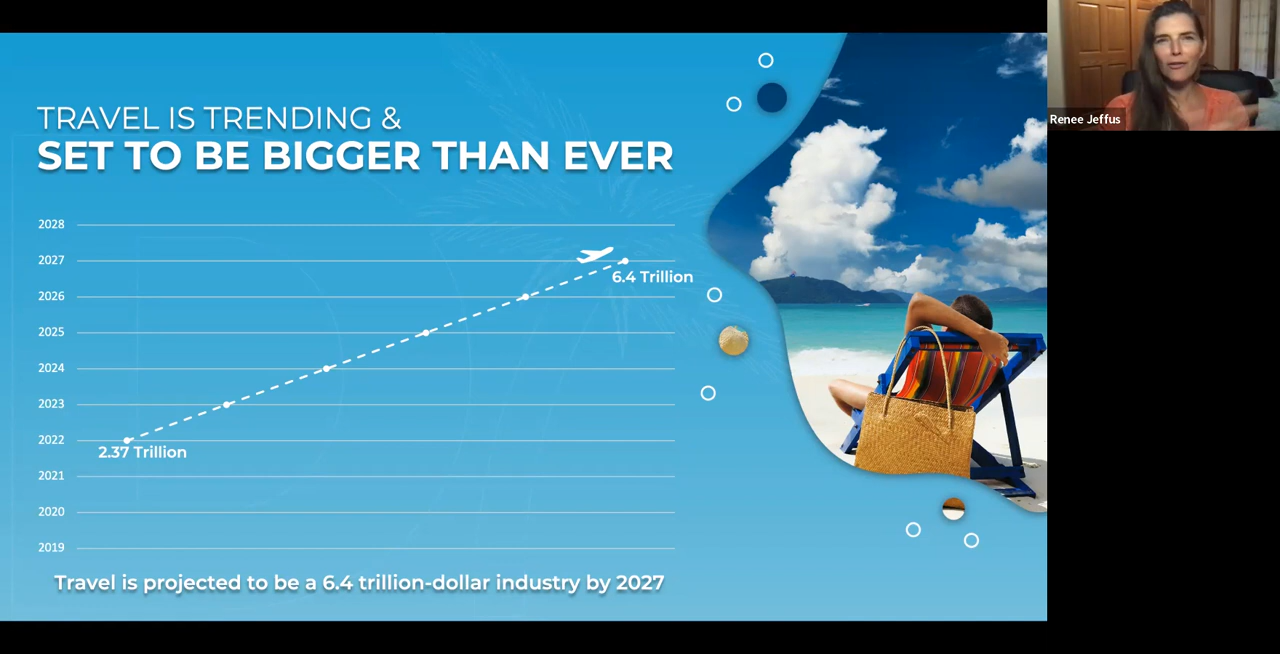 TRAVEL IS TRENDING &
SET TO BE BIGGER THAN EVER
Renee Jeffus
2028
2027
6.4 Trillion
2026
2025
2024
2023
2022
2.37 Trillion
2021
2020
2019
Travel is projected to be a 6.4 trillion-dollar industry by 2027